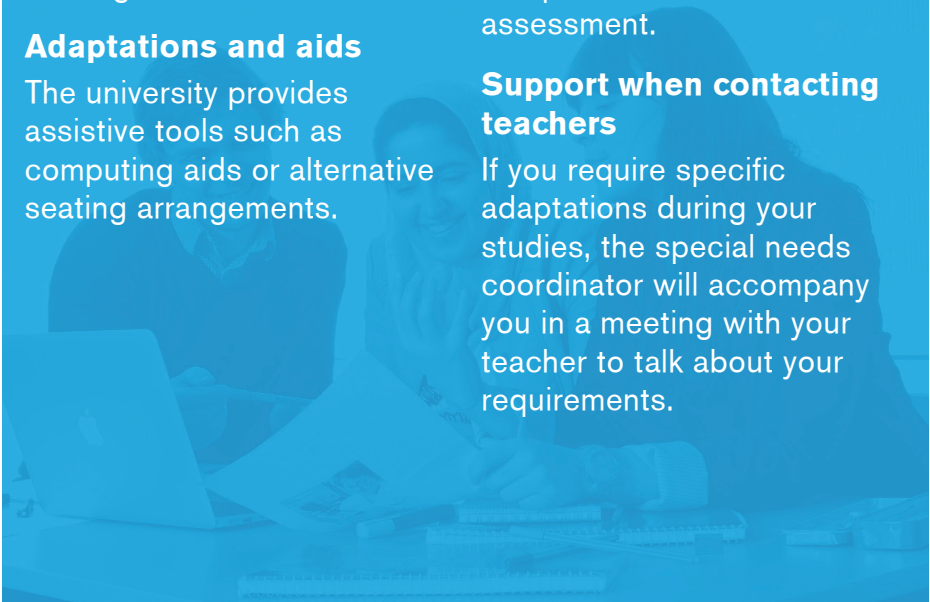 Adaptations and aids
The university provides
assistive tools such as
computing aids or alternative
seating arrangements.
assessment.
Support when contacting
teachers
If you require specific
adaptations during your
studies, the special needs
coordinator will accompany
you in a meeting with your
teacher to talk about your
requirements.